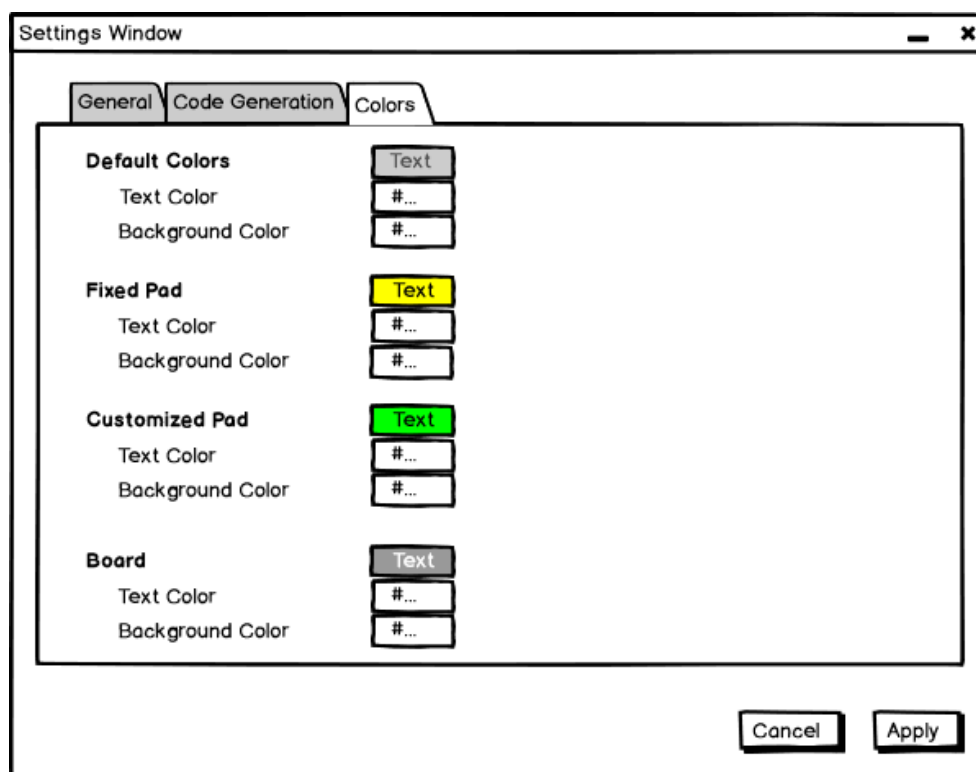 Settings Window
General Code Generation Colors
Default Colors Text
Text Color #...
Background Color #...
Fixed Pad Text
Text Color #...
Background Color #...
Customized Pad Text
Text Color #...
Background Color #...
Board Text
Text Color #...
Background Color #...
Cancel Apply